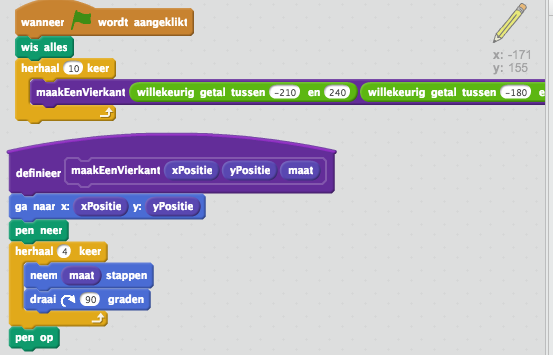 wanneer wordt aangeklikt
wis alles
herhaal 10 keer
maakEenVierkant willekeurig getal tussen -210 en 240 willekeurig getal tussen -180 e
x: -171
y: 155
definieer maakEenVierkant xPositie yPositie maat
ga naar x: xPositie y: yPositie
pen neer
herhaal 4 keer
neem maat stappen
draai 90 graden
pen op